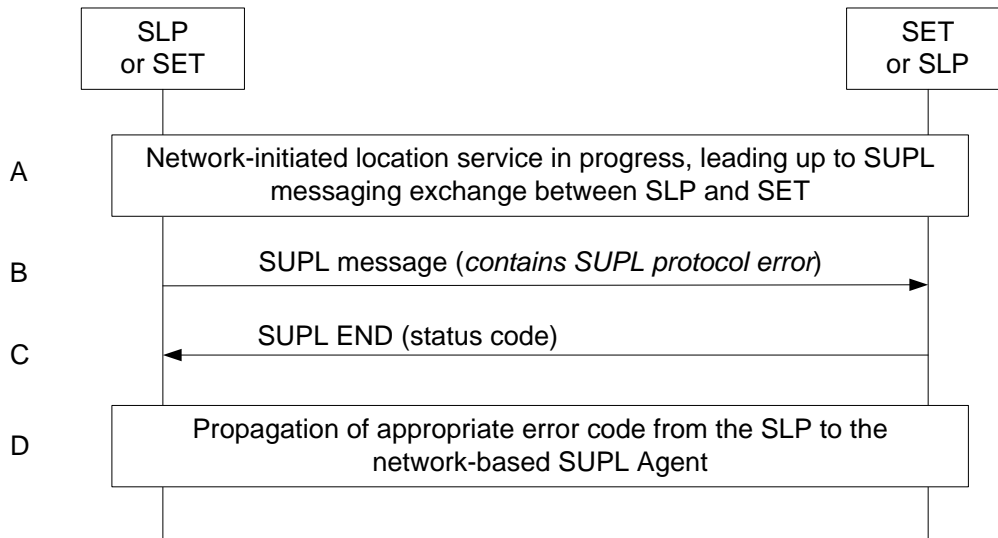 SLP
or SET
SET
or SLP
A
Network-initiated location service in progress, leading up to SUPL
messaging exchange between SLP and SET
B
SUPL message (contains SUPL protocol error)
C
SUPL END (status code)
D
Propagation of appropriate error code from the SLP to the
network-based SUPL Agent